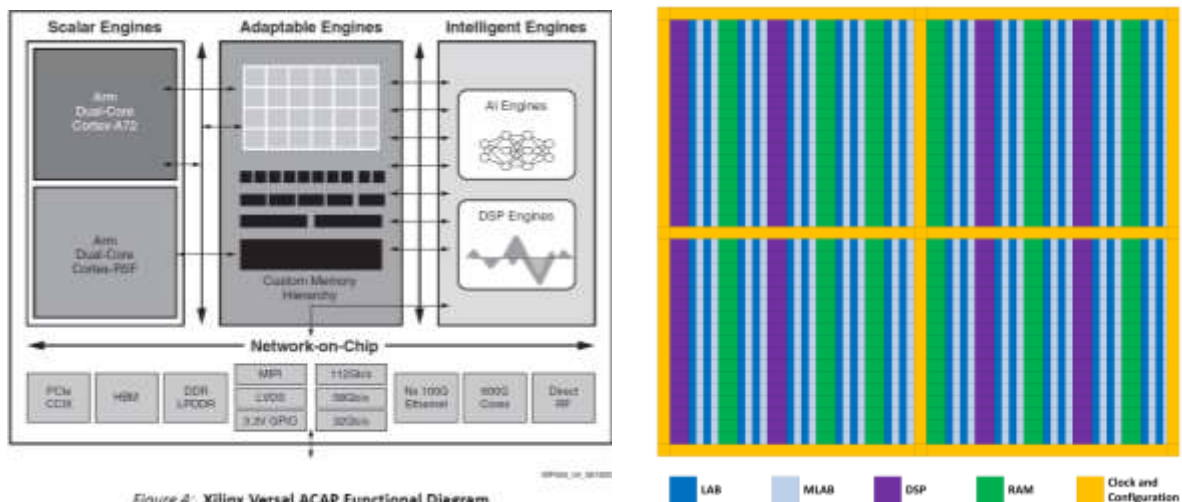 Scalar Engines
Adaptable Engines
Intelligent Engines
Arm
Dual-Core
Cortex-A72
Arm
Dual-Core
Cortex-R5F
Custom Memory
Hierarchy
AI Engines
DSP Engines
Network-on-Chip
PCIe
CCIX
HBM
DDR
LPDDR
MIPI
LVDS
3.3V GPIO
112Gb/s
58Gb/s
32Gb/s
Nx 100G
Ethernet
600G
Cores
Direct
RF
Figure 4: Xilinx Versal ACAP Functional Diagram
LAB
MLAB
DSP
RAM
Clock and
Configuration